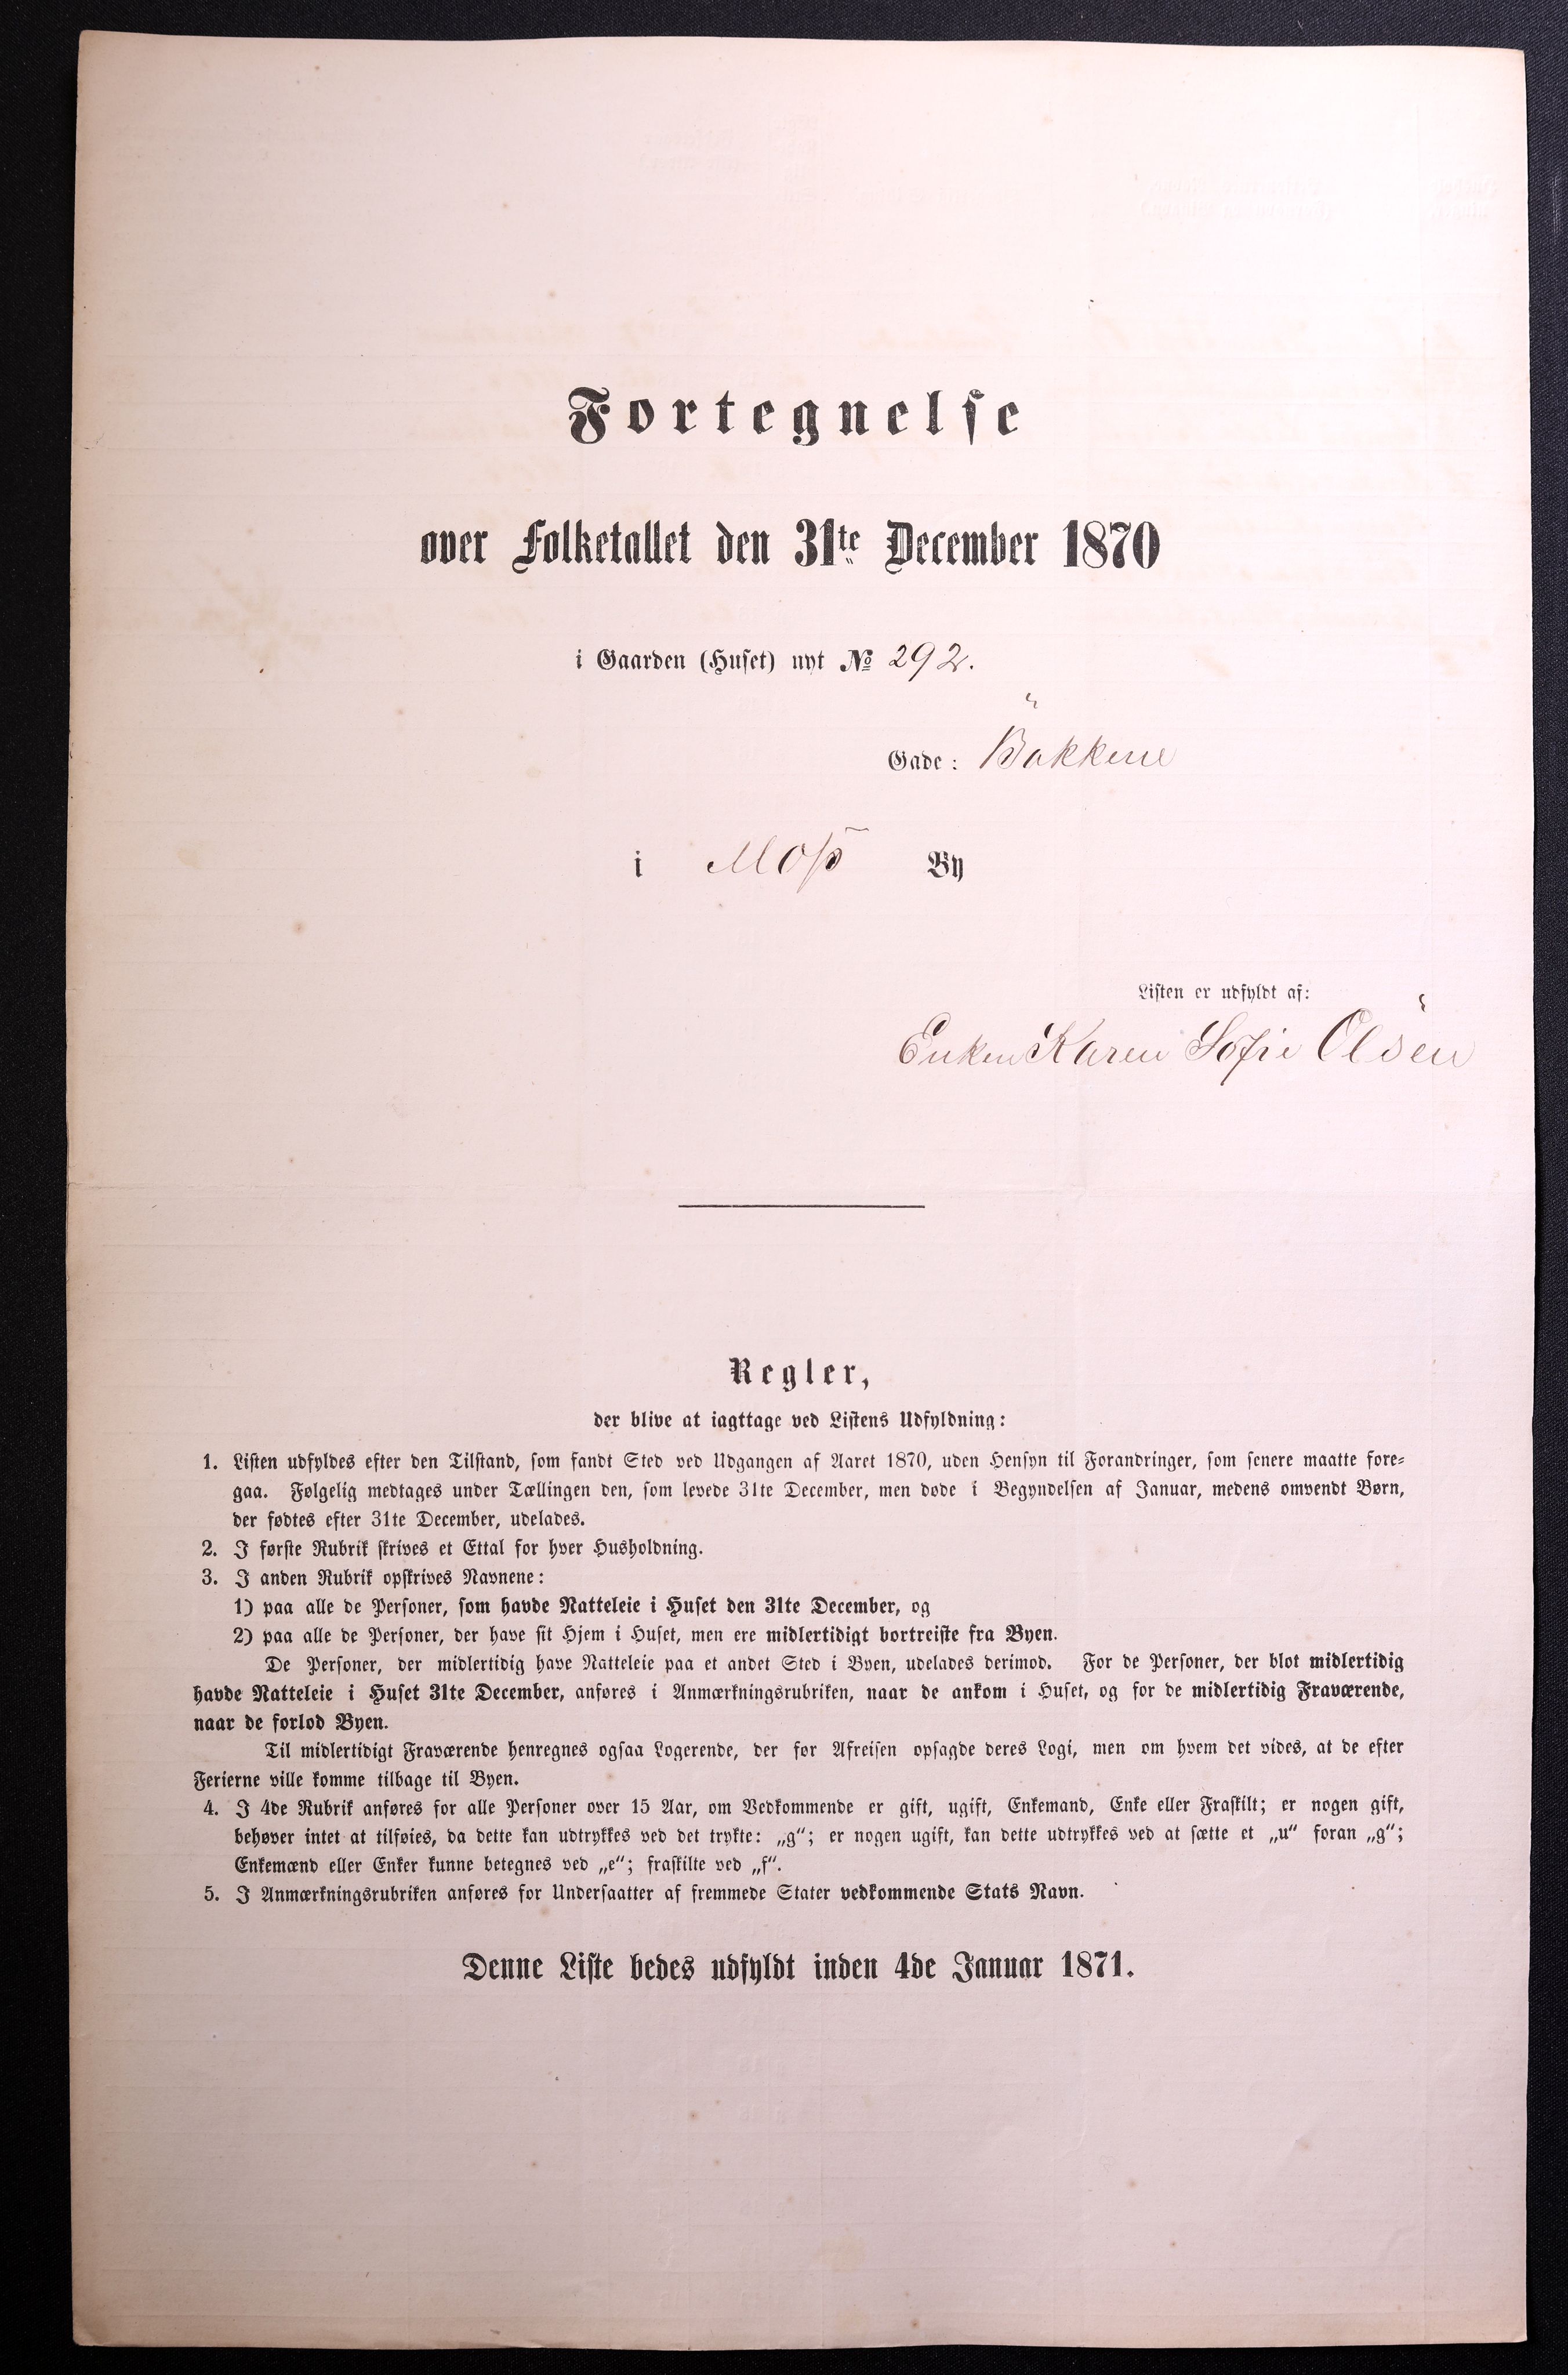 Fortegnelse
over Folketallet den 31te December 1870
i Gaarden (Huset) nyt № 292.
Gade: Bakkene
i Moss By
Listen er udfyldt af:
Enken Karen Sofie Olsen
Regler,
der blive at iagttage ved Listens Udfyldning:
1. Listen udfyldes efter den Tilstand, som fandt Sted ved Udgangen af Aaret 1870, uden Hensyn til Forandringer, som senere maatte fore-
gaa. Følgelig medtages under Tællingen den, som levede 31te December, men døde i Begyndelsen af Januar, medens omvendt Børn,
der fødtes efter 31te December, udelades.
2. I første Rubrik skrives et Ettal for hver Husholdning.
3. I anden Rubrik opskrives Navnene:
1) paa alle de Personer, som havde Natteleie i Huset den 31te December, og
2) paa alle de Personer, der have sit Hjem i Huset, men ere midlertidigt bortreiste fra Byen.
De Personer, der midlertidig have Natteleie paa et andet Sted i Byen, udelades derimod. For de Personer, der blot midlertidig
havde Natteleie i Huset 31te December, anføres i Anmærkningsrubriken, naar de ankom i Huset, og for de midlertidig Fraværende,
naar de forlod Byen.
Til midlertidigt Fraværende henregnes ogsaa Logerende, der før Afreisen opsagde deres Logi, men om hvem det vides, at de efter
Ferierne ville komme tilbage til Byen.
4. I 4de Rubrik anføres for alle Personer over 15 Aar, om Vedkommende er gift, ugift, Enkemand, Enke eller Fraskilt; er nogen gift,
behøver intet at tilføies, da dette kan udtrykkes ved det trykte: „g“; er nogen ugift, kan dette udtrykkes ved at sætte et „u“ foran „g“;
Enkemænd eller Enker kunne betegnes ved „e“; fraskilte ved „f“.
5. I Anmærkningsrubriken anføres for Undersaatter af fremmede Stater vedkommende Stats Navn.
Denne Liste bedes udfyldt inden 4de Januar 1871.